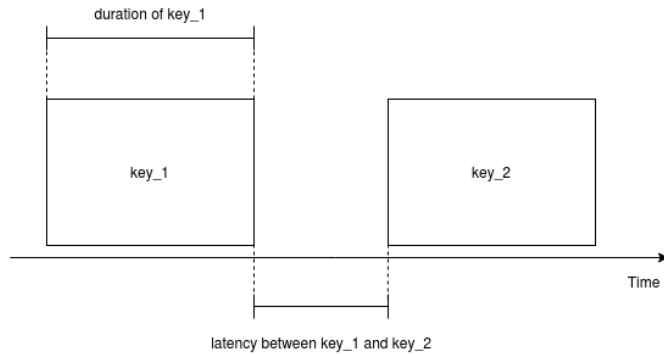 duration of key_1
key_1
key_2
Time
latency between key_1 and key_2